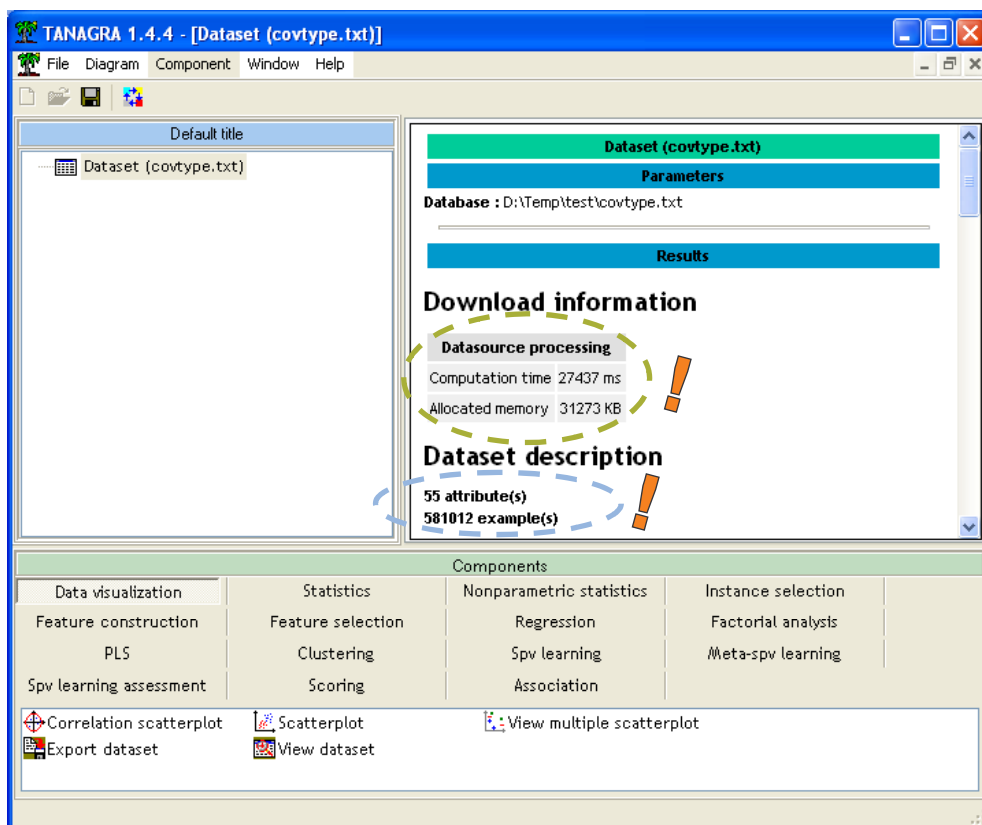 TANAGRA 1.4.4 - [Dataset (covtype.txt)]
File Diagram Component Window Help
Default title
Dataset (covtype.txt)
Dataset (covtype.txt)
Parameters
Database : D:\Temp\test\covtype.txt
Results
Download information
Datasource processing
Computation time 27437 ms
Allocated memory 31273 KB
Dataset description
55 attribute(s)
581012 example(s)
!
!
Components
Data visualization Statistics Nonparametric statistics Instance selection
Feature construction Feature selection Regression Factorial analysis
PLS Clustering Spv learning Meta-spv learning
Spv learning assessment Scoring Association
Correlation scatterplot Scatterplot View multiple scatterplot
Export dataset View dataset